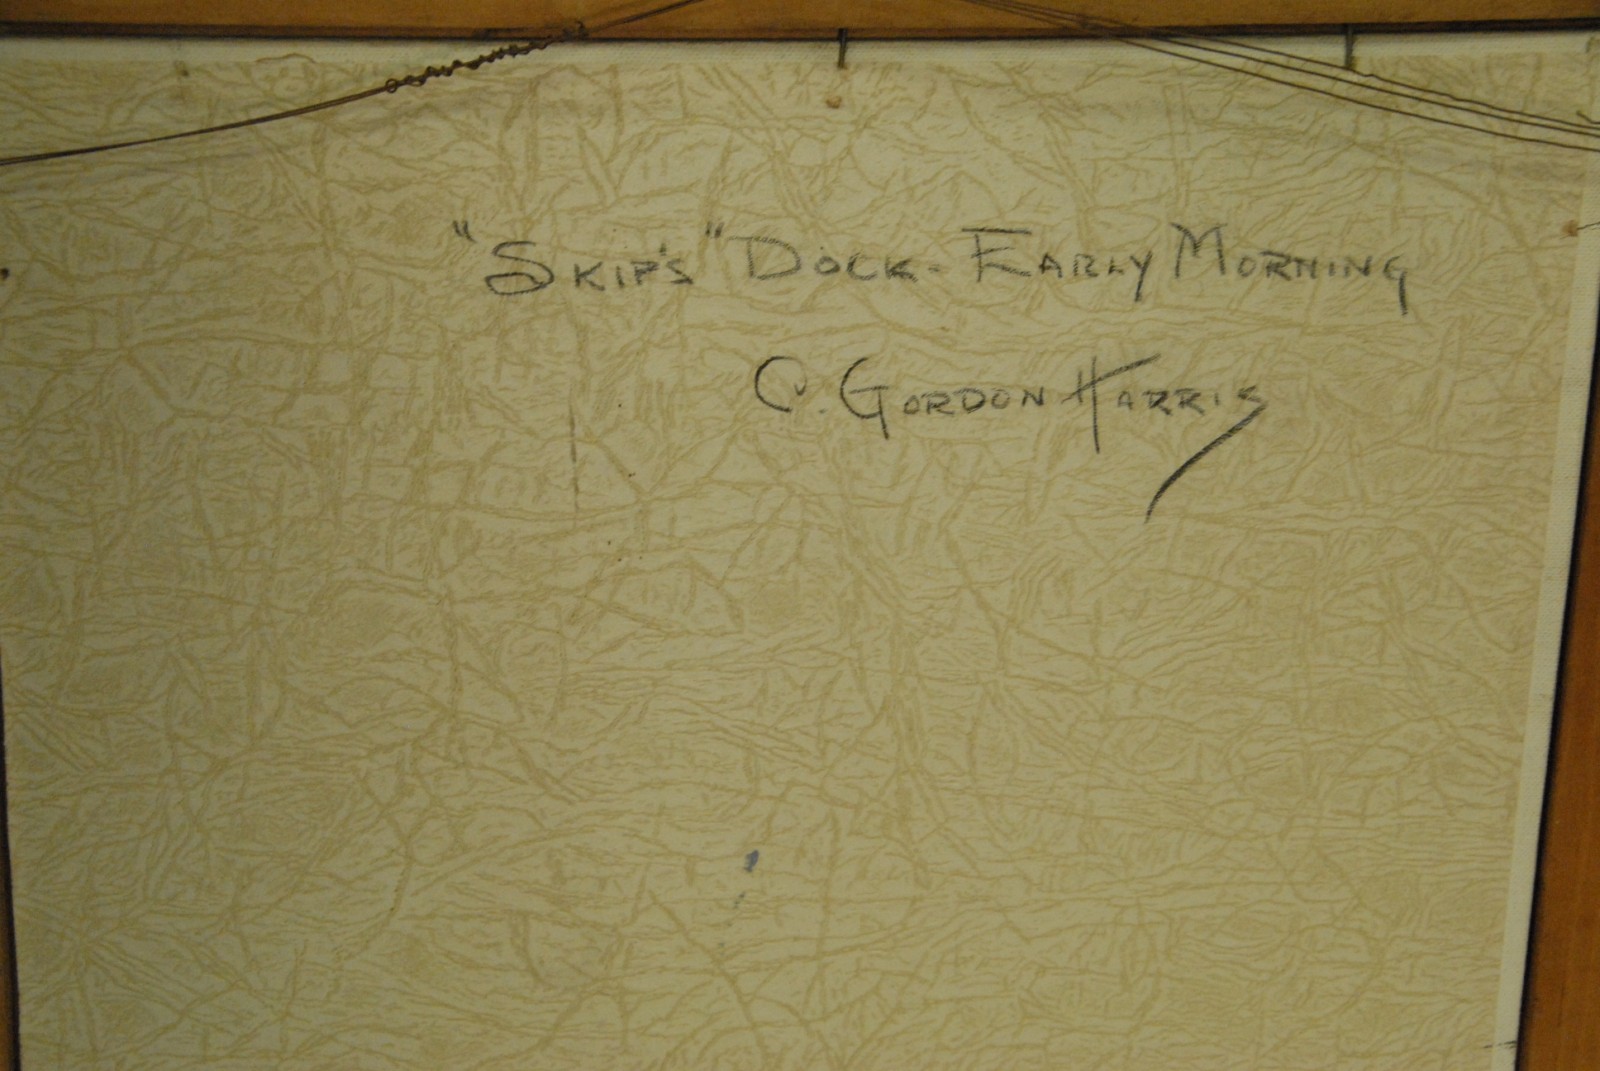 "Skip's" Dock - Early Morning
C. Gordon Harris